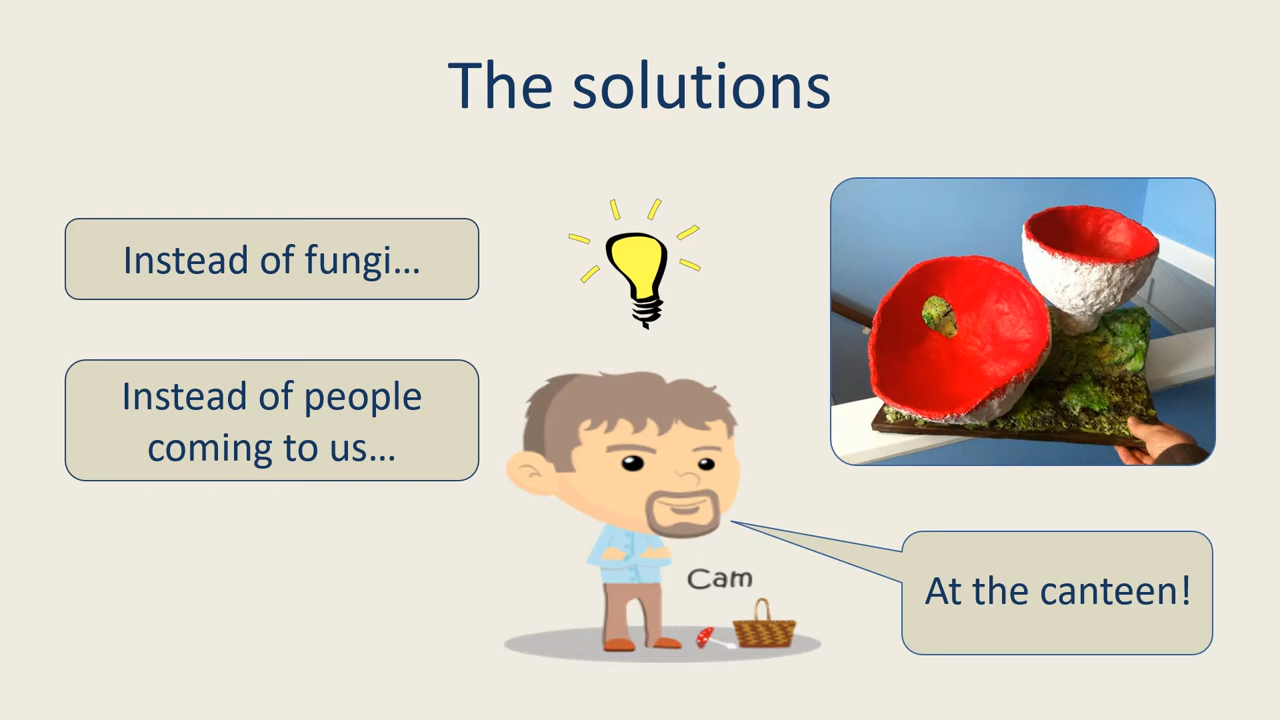 The solutions
Instead of fungi…
Instead of people
coming to us…
Cam
At the canteen!